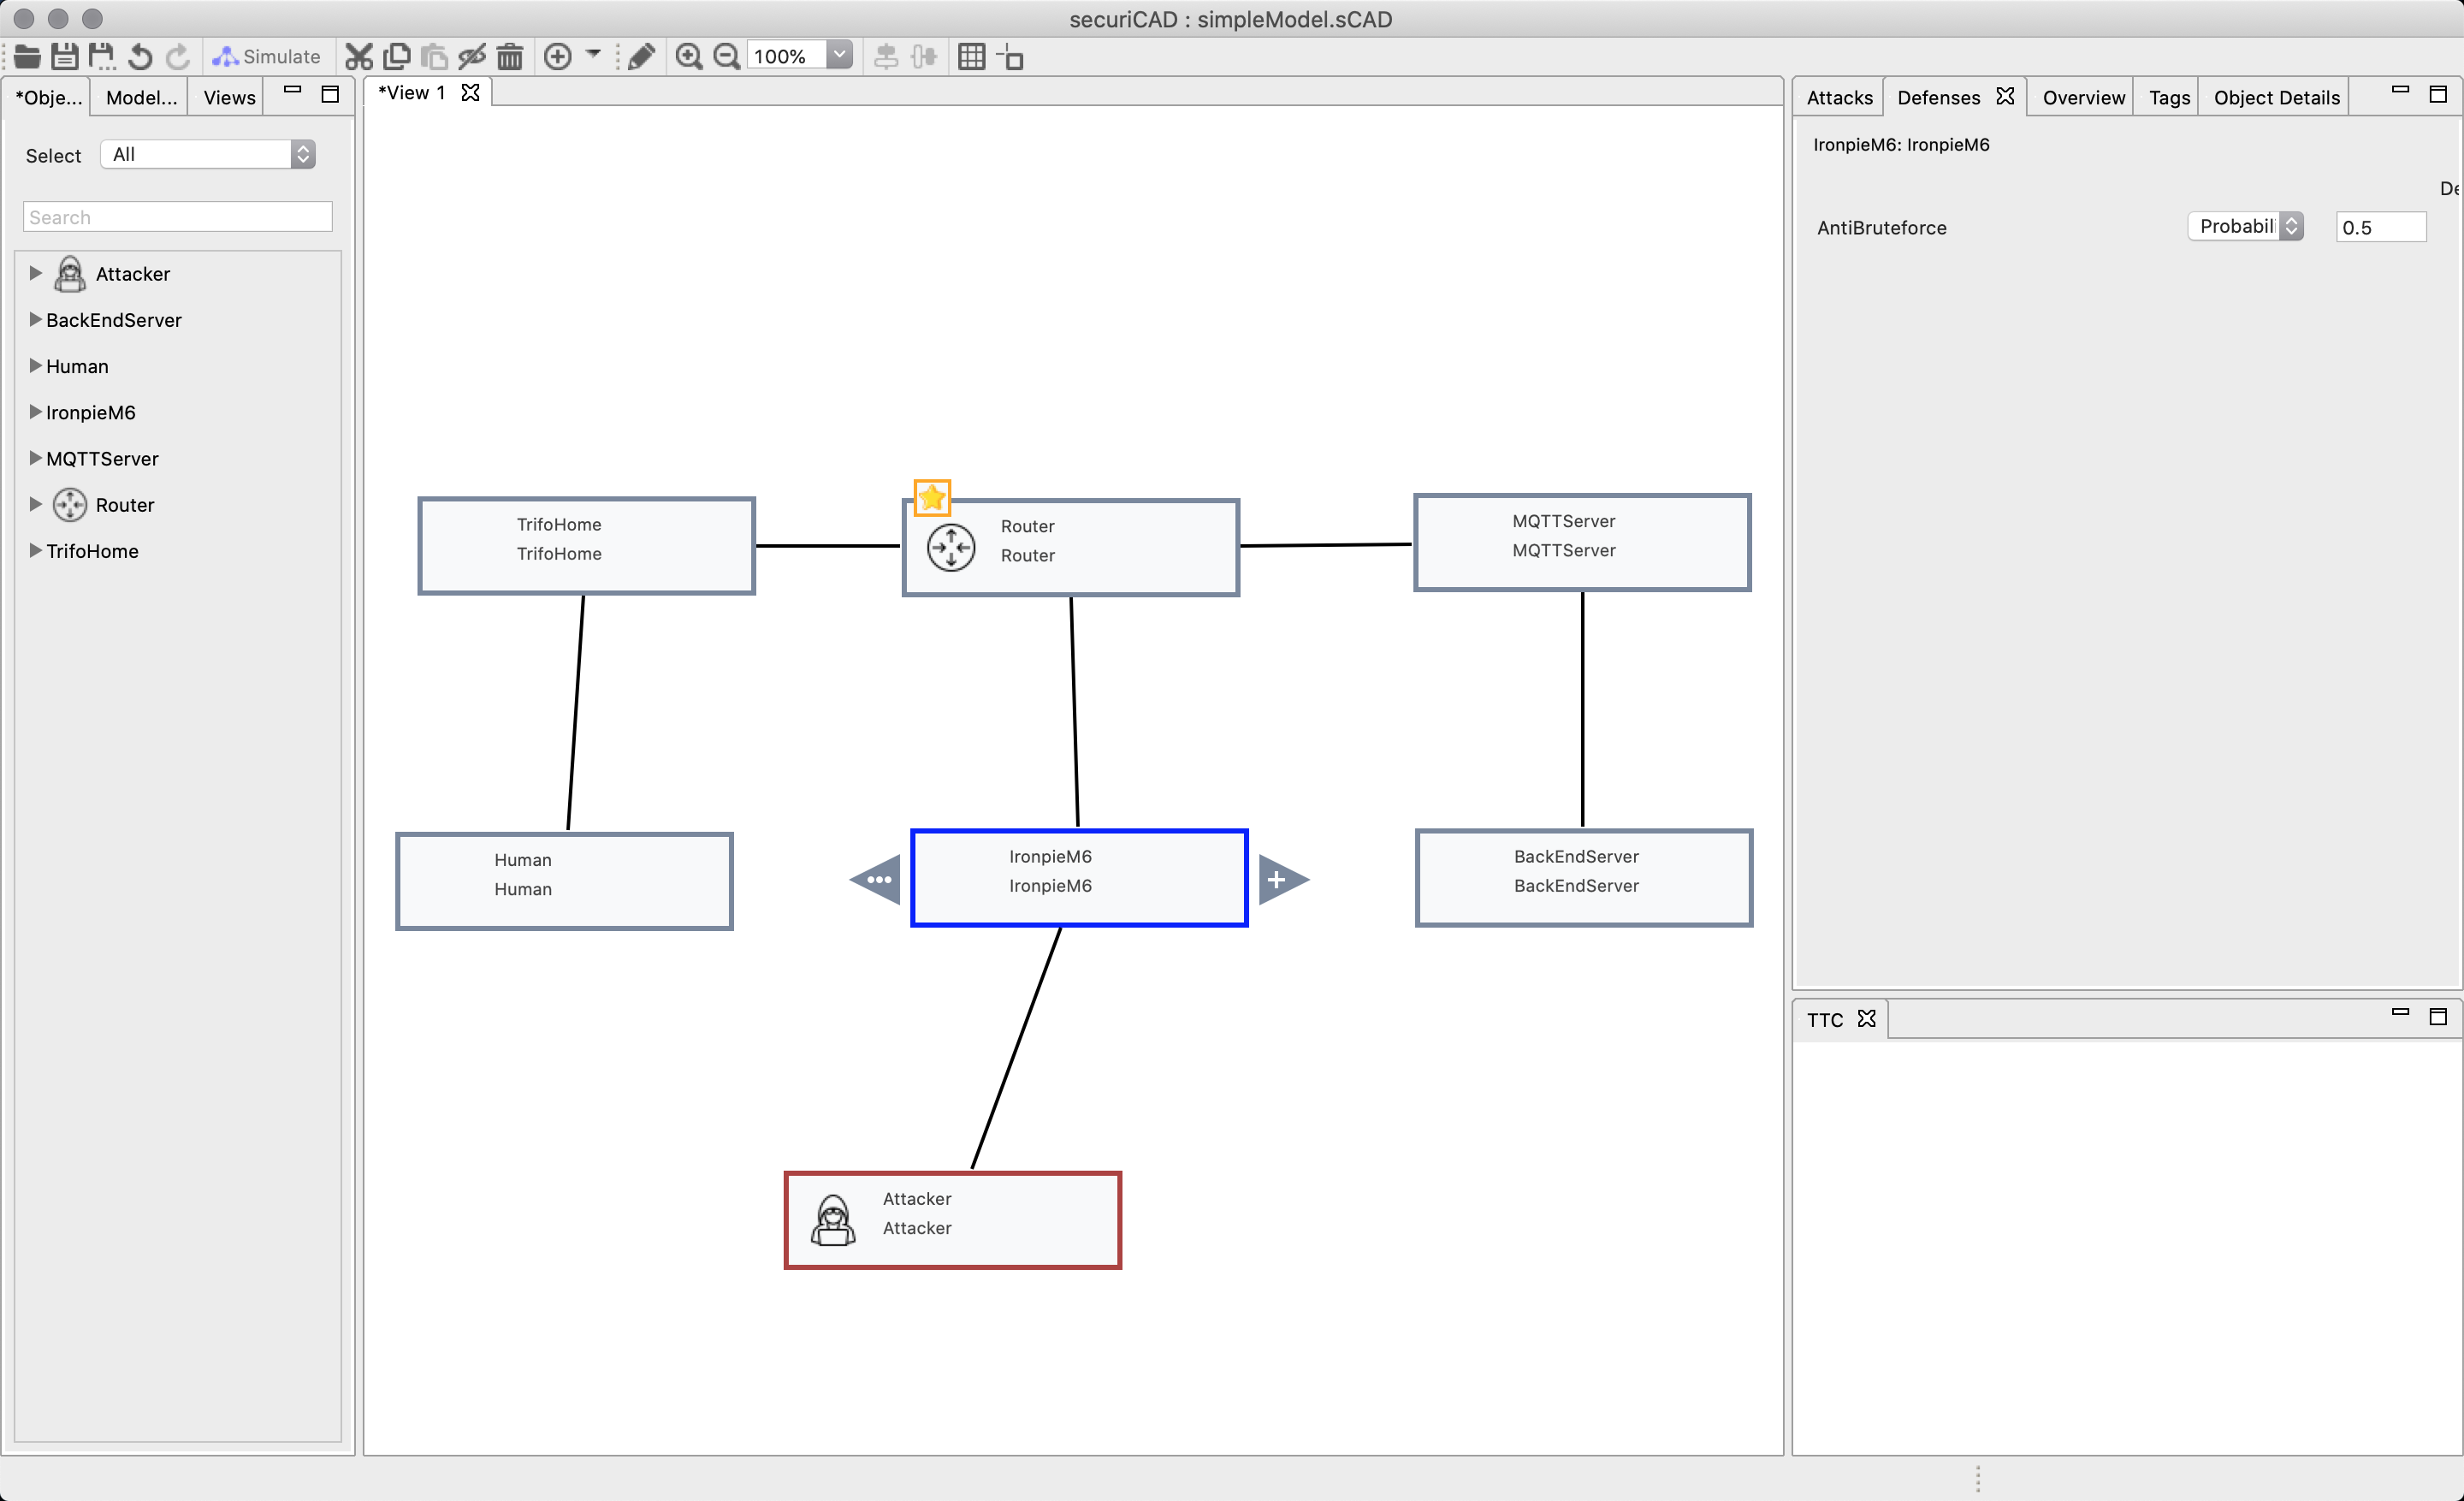 securiCAD : simpleModel.sCAD
Simulate
100%
*Obje...
Model...
Views
Select
All
Search
Attacker
BackEndServer
Human
IronpieM6
MQTTServer
Router
TrifoHome
*View 1
TrifoHome
TrifoHome
Router
Router
MQTTServer
MQTTServer
Human
Human
IronpieM6
IronpieM6
BackEndServer
BackEndServer
Attacker
Attacker
Attacks
Defenses
Overview
Tags
Object Details
IronpieM6: IronpieM6
De
AntiBruteforce
Probabili
0.5
TTC